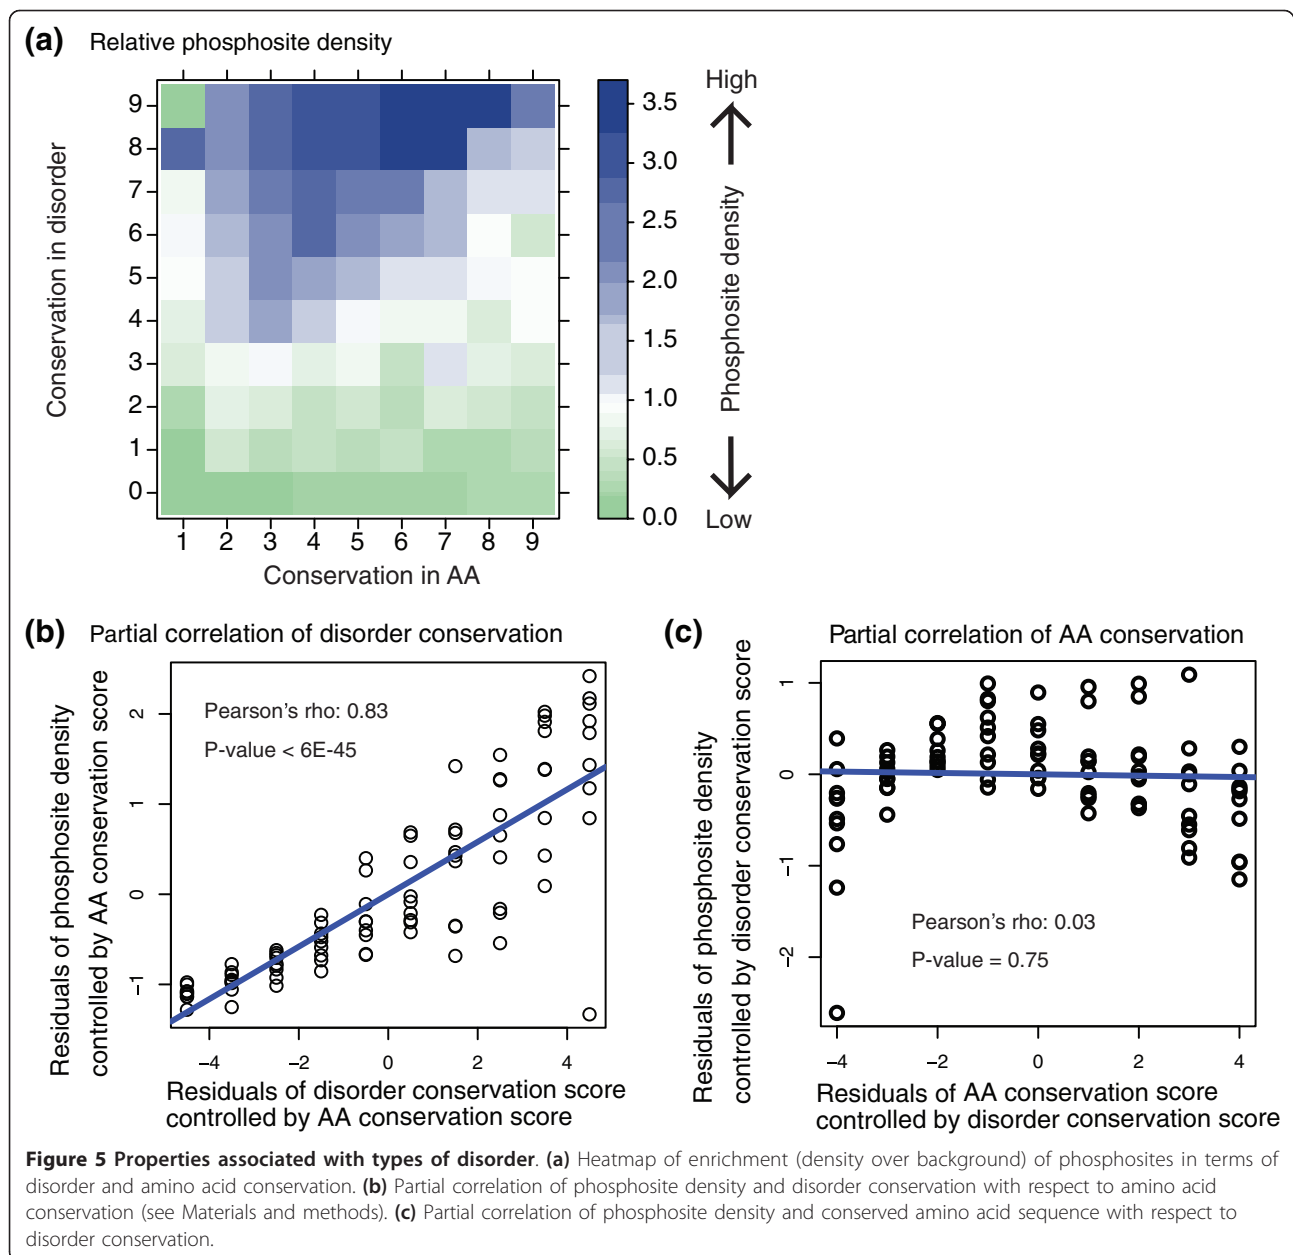 (a) Relative phosphosite density
Conservation in disorder
9
8
7
6
5
4
3
2
1
0
1 2 3 4 5 6 7 8 9
Conservation in AA
3.5
3.0
2.5
2.0
1.5
1.0
0.5
0.0
High
Phosphosite density
Low
(b) Partial correlation of disorder conservation
Residuals of phosphosite density
controlled by AA conservation score
2
1
0
−1
Pearson's rho: 0.83
P-value < 6E-45
−4 −2 0 2 4
Residuals of disorder conservation score
controlled by AA conservation score
(c) Partial correlation of AA conservation
Residuals of phosphosite density
controlled by disorder conservation score
1
0
−1
−2
Pearson's rho: 0.03
P-value = 0.75
−4 −2 0 2 4
Residuals of AA conservation score
controlled by disorder conservation score
Figure 5 Properties associated with types of disorder. (a) Heatmap of enrichment (density over background) of phosphosites in terms of
disorder and amino acid conservation. (b) Partial correlation of phosphosite density and disorder conservation with respect to amino acid
conservation (see Materials and methods). (c) Partial correlation of phosphosite density and conserved amino acid sequence with respect to
disorder conservation.